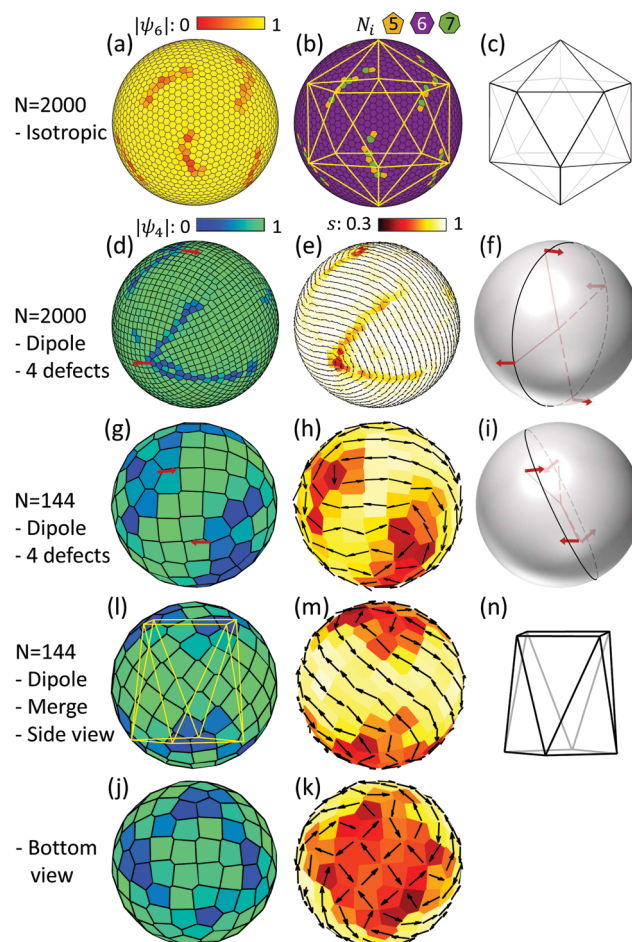 |ψ₆|: 0 1 Nᵢ 5 6 7
(a) (b) (c)
N=2000
- Isotropic
|ψ₄|: 0 1 s: 0.3 1
(d) (e) (f)
N=2000
- Dipole
- 4 defects
(g) (h) (i)
N=144
- Dipole
- 4 defects
(l) (m) (n)
N=144
- Dipole
- Merge
- Side view
(j) (k)
- Bottom
view